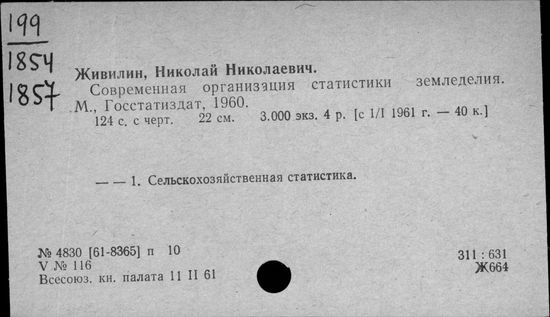 199
1854
1857
Живилин, Николай Николаевич.
Современная организация статистики земледелия.
М., Госстатиздат, 1960.
124 с. с черт. 22 см. 3.000 экз. 4 р. [с 1/I 1961 г. — 40 к.]
— — 1. Сельскохозяйственная статистика.
№ 4830 [61-8365] п 10
V № 116
Всесоюз. кн. палата 11 II 61
311 : 631
Ж664